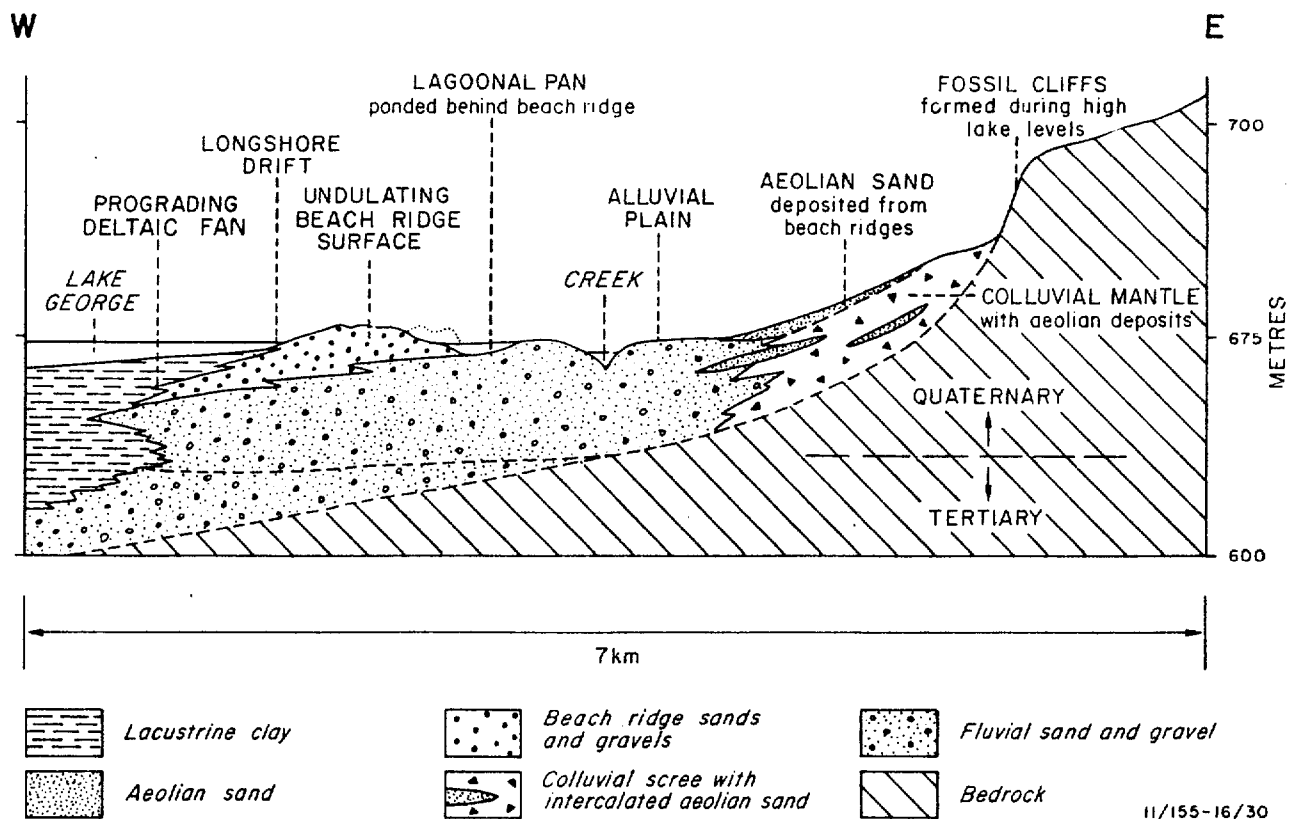 W
E
LAGOONAL PAN
ponded behind beach ridge
FOSSIL CLIFFS
formed during high
lake levels
700
LONGSHORE
DRIFT
PROGRADING
DELTAIC FAN
UNDULATING
BEACH RIDGE
SURFACE
ALLUVIAL
PLAIN
AEOLIAN SAND
deposited from
beach ridges
LAKE
GEORGE
CREEK
COLLUVIAL MANTLE
with aeolian deposits
675
METRES
QUATERNARY
TERTIARY
600
7km
Lacustrine clay
Beach ridge sands
and gravels
Fluvial sand and gravel
Aeolian sand
Colluvial scree with
intercalated aeolian sand
Bedrock
11/155-16/30